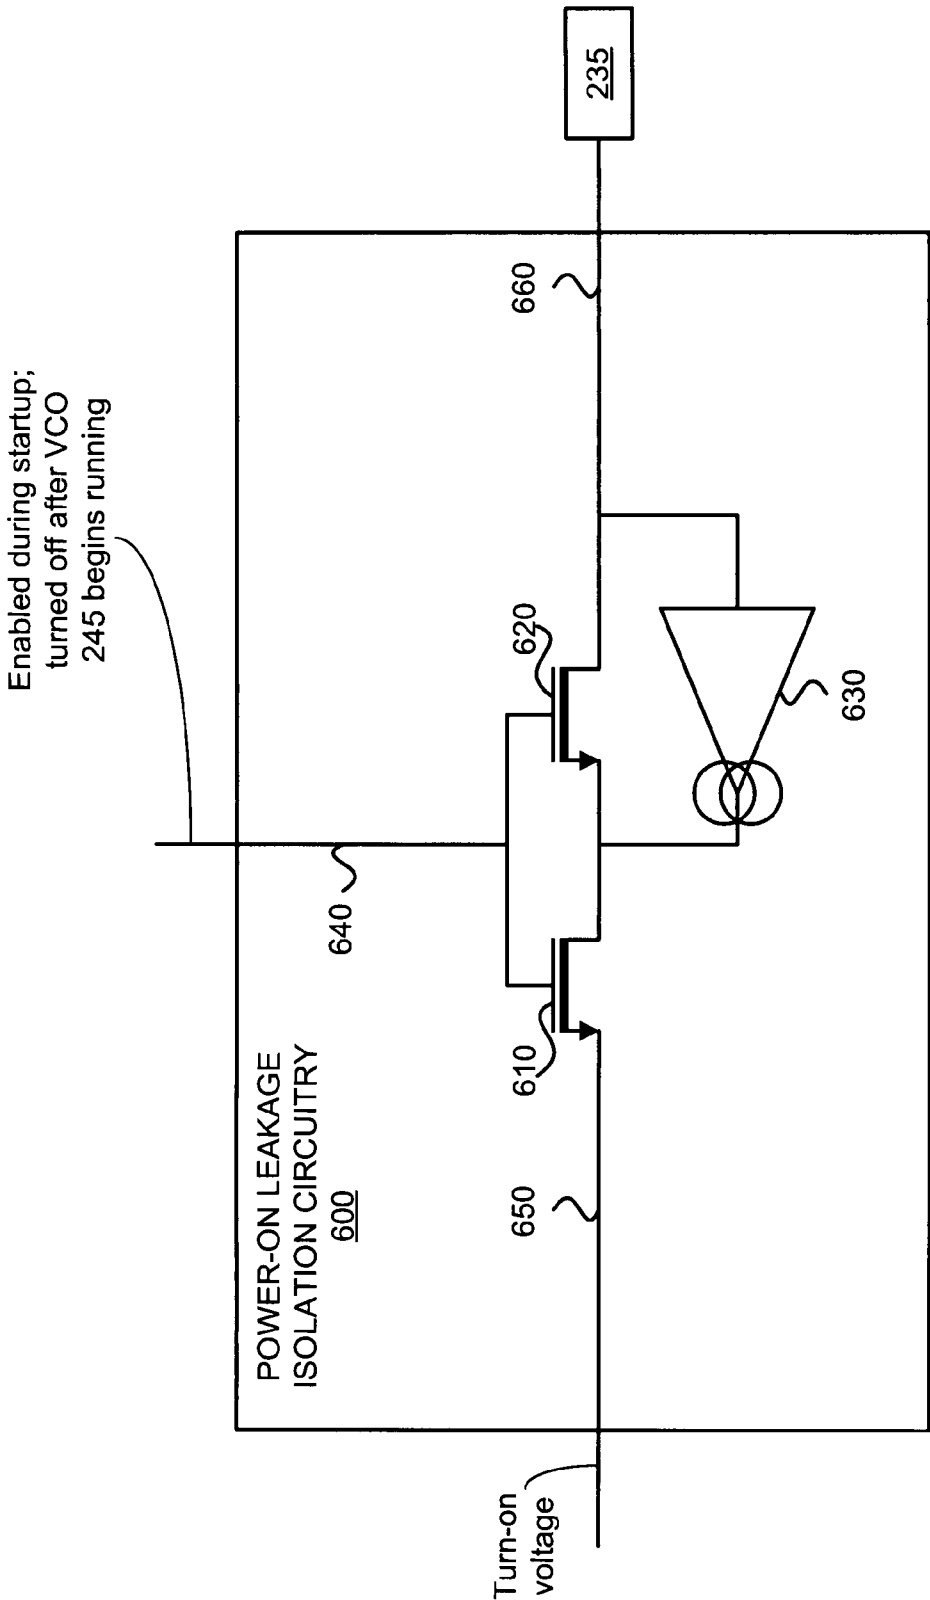 Enabled during startup;
turned off after VCO
245 begins running
POWER-ON LEAKAGE
ISOLATION CIRCUITRY
600
640
610
620
630
650
660
235
Turn-on
voltage